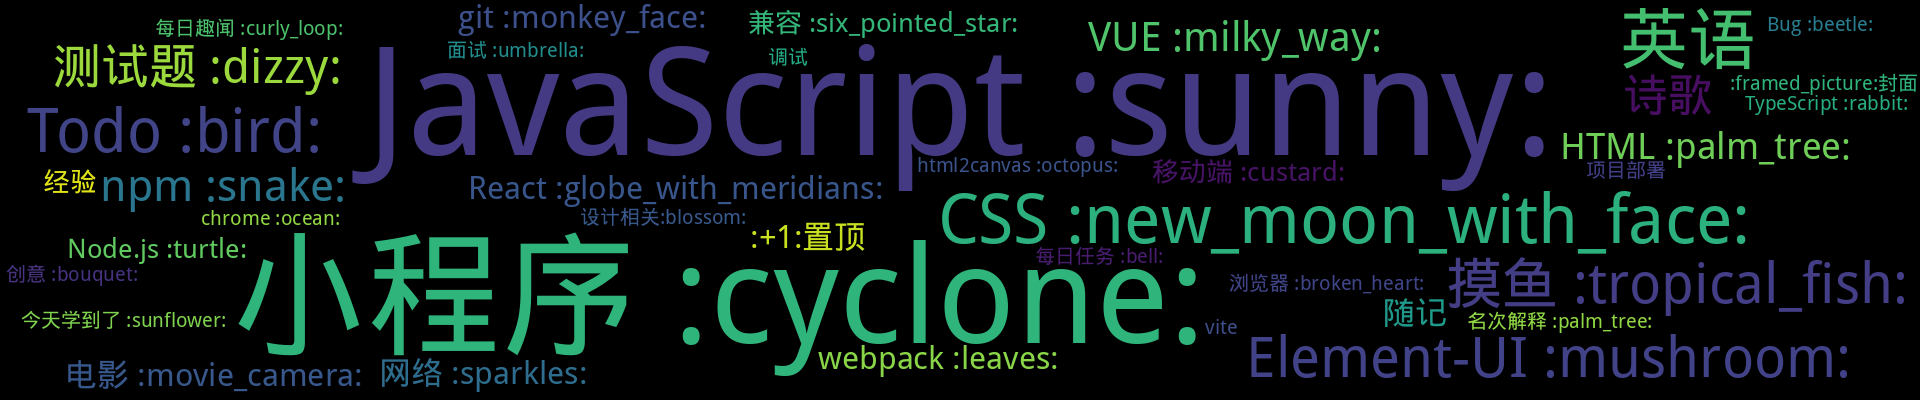 每日趣闻 :curly_loop:
git :monkey_face:
兼容 :six_pointed_star:
VUE :milky_way:
英语
Bug :beetle:
测试题 :dizzy:
面试 :umbrella:
调试
JavaScript :sunny:
诗歌
:framed_picture:封面
TypeScript :rabbit:
Todo :bird:
HTML :palm_tree:
经验
npm :snake:
React :globe_with_meridians:
html2canvas :octopus:
移动端 :custard:
项目部署
chrome :ocean:
设计相关:blossom:
CSS :new_moon_with_face:
Node.js :turtle:
:+1:置顶
每日任务 :bell:
创意 :bouquet:
小程序 :cyclone:
浏览器 :broken_heart:
摸鱼 :tropical_fish:
今天学到了 :sunflower:
随记
vite
名次解释 :palm_tree:
电影 :movie_camera:
网络 :sparkles:
webpack :leaves:
Element-UI :mushroom: